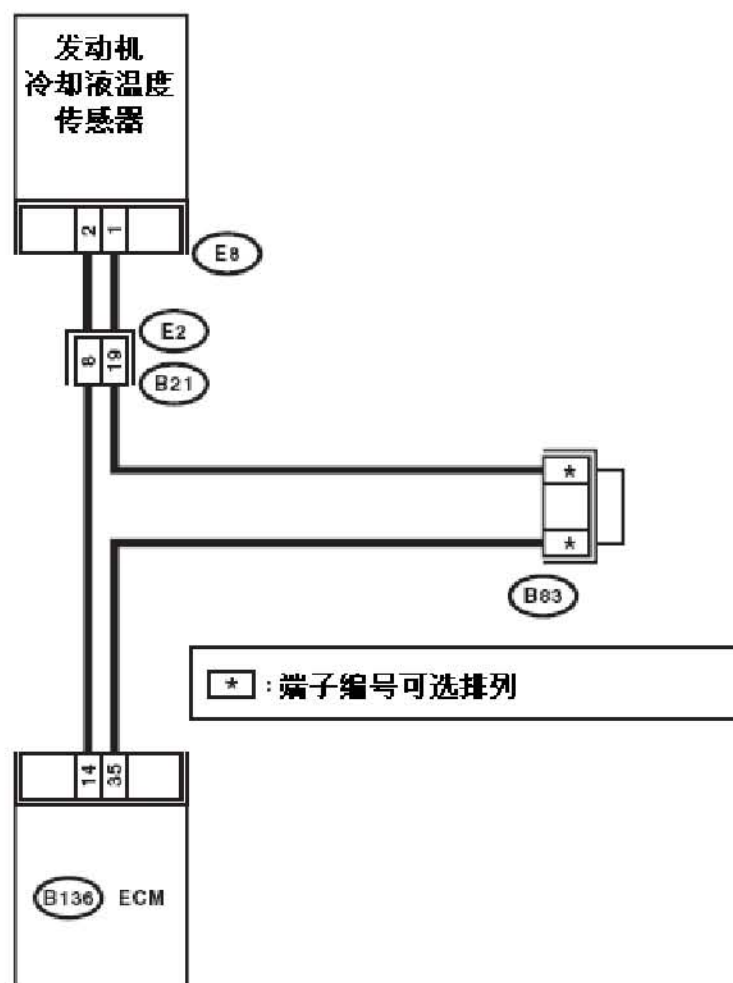 发动机
冷却液温度
传感器
2 1
E8
E2
8 19
B21
*
*
B83
* : 端子编号可选排列
14 35
B136 ECM